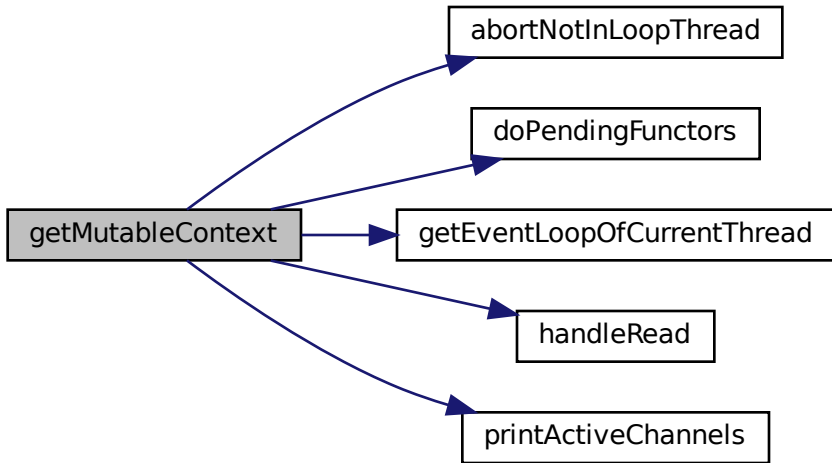 abortNotInLoopThread
doPendingFunctors
getMutableContext
getEventLoopOfCurrentThread
handleRead
printActiveChannels